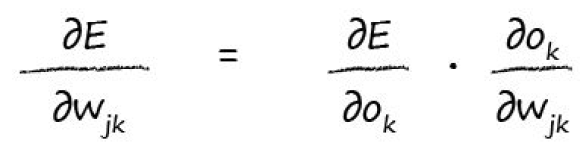 ∂E/∂w_jk = ∂E/∂o_k · ∂o_k/∂w_jk